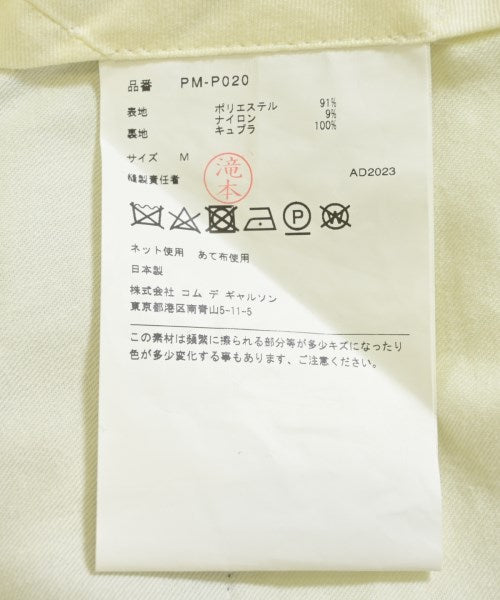 品番 PM-P020
表地 ポリエステル 91%
ナイロン 9%
裏地 キュプラ 100%
サイズ M
滝本
縫製責任者 AD2023
P W
ネット使用 あて布使用
日本製
株式会社 コム デ ギャルソン
東京都港区南青山5-11-5
この素材は頻繁に擦られる部分等が多少キズになったり
色が多少変化する事もあります、ご注意ください。